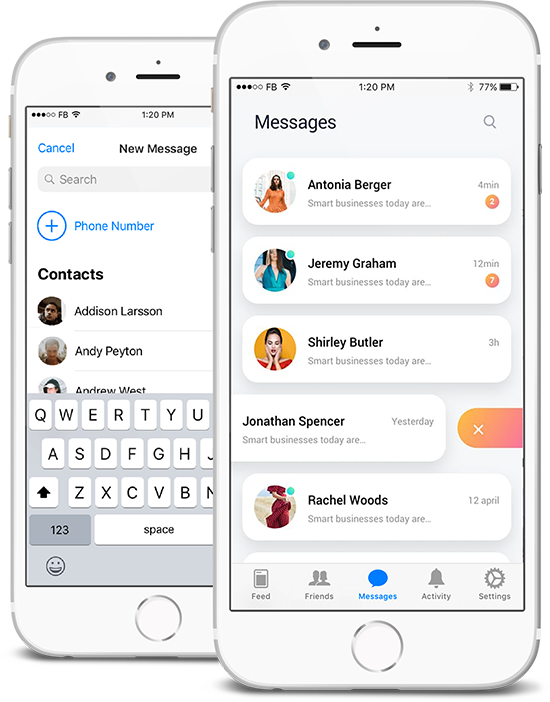 FB 1:20 PM
Cancel New Message
Search
Phone Number
Contacts
Addison Larsson
Andy Peyton
Andrew West
Q W E R T Y U
A S D F G H
Z X C V B N
123 space
FB 1:20 PM 77%
Messages
Antonia Berger 4min
Smart businesses today are... 2
Jeremy Graham 12min
Smart businesses today are... 7
Shirley Butler 3h
Smart businesses today are...
Jonathan Spencer Yesterday
Smart businesses today are...
Rachel Woods 12 april
Smart businesses today are...
Feed Friends Messages Activity Settings